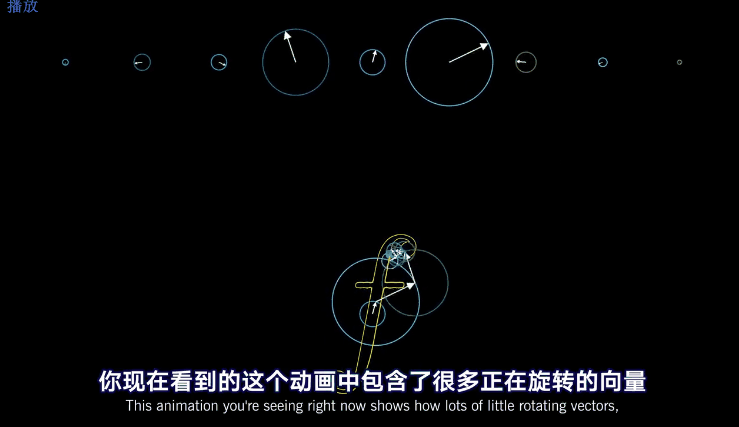 播放
你现在看到的这个动画中包含了很多正在旋转的向量
This animation you're seeing right now shows how lots of little rotating vectors,